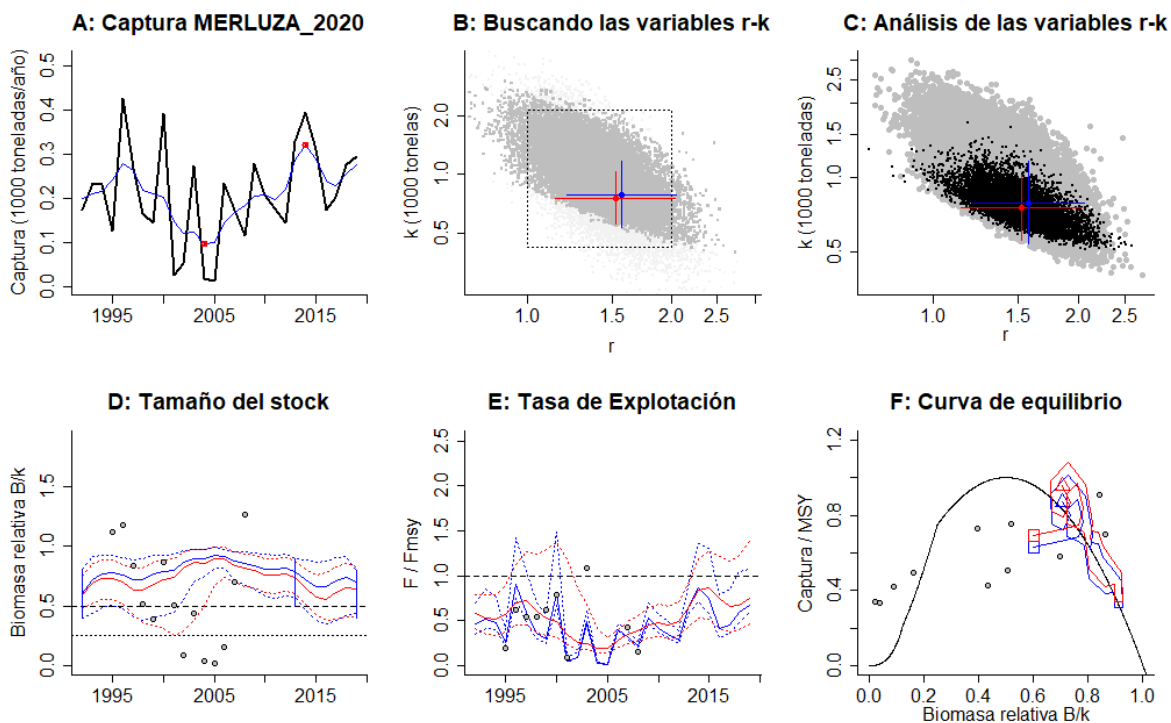 A: Captura MERLUZA_2020
B: Buscando las variables r-k
C: Análisis de las variables r-k
Captura (1000 toneladas/año)
0.0 0.1 0.2 0.3 0.4 0.5
1995 2005 2015
k (1000 tonelas)
0.5 1.0 2.0
1.0 1.5 2.0 2.5
r
k (1000 toneladas)
0.5 1.0 1.5 2.5
1.0 1.5 2.0 2.5
r
D: Tamaño del stock
E: Tasa de Explotación
F: Curva de equilibrio
Biomasa relativa B/k
0.0 0.5 1.0 1.5
1995 2005 2015
F / Fmsy
0.0 0.5 1.0 1.5 2.0 2.5
1995 2005 2015
Captura / MSY
0.0 0.4 0.8 1.2
0.0 0.2 0.4 0.6 0.8 1.0
Biomasa relativa B/k